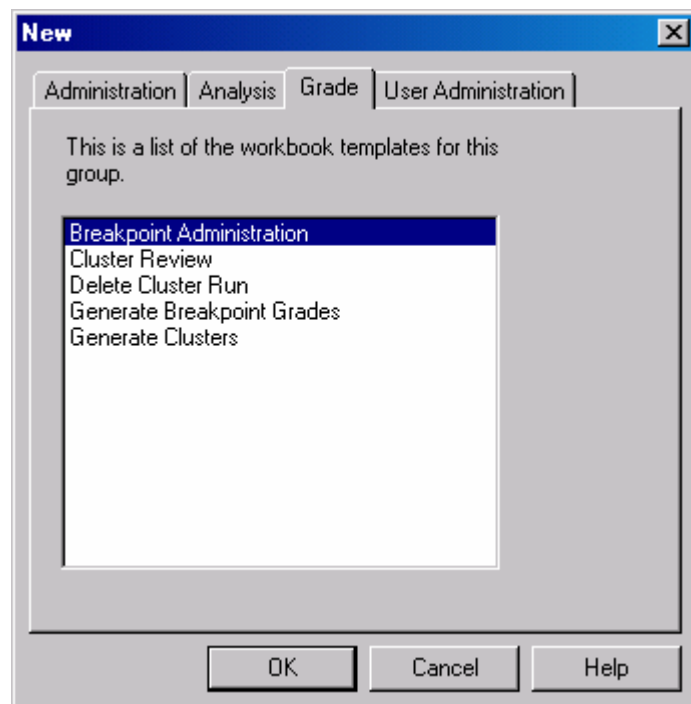 New
Administration Analysis Grade User Administration
This is a list of the workbook templates for this
group.
Breakpoint Administration
Cluster Review
Delete Cluster Run
Generate Breakpoint Grades
Generate Clusters
OK Cancel Help